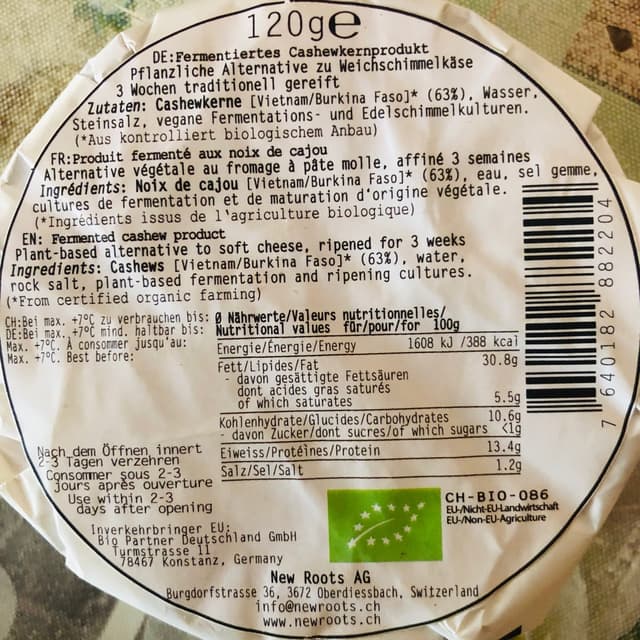 120g℮
DE:Fermentiertes Cashewkernprodukt
Pflanzliche Alternative zu Weichschimmelkäse
3 Wochen traditionell gereift
Zutaten: Cashewkerne [Vietnam/Burkina Faso]* (63%), Wasser,
Steinsalz, vegane Fermentations- und Edelschimmelkulturen.
(*Aus kontrolliert biologischem Anbau)
FR:Produit fermenté aux noix de cajou
Alternative végétale au fromage à pâte molle, affiné 3 semaines
Ingrédients: Noix de cajou [Vietnam/Burkina Faso]* (63%), eau, sel gemme,
cultures de fermentation et de maturation d'origine végétale.
(*Ingrédients issus de l'agriculture biologique)
EN: Fermented cashew product
Plant-based alternative to soft cheese, ripened for 3 weeks
Ingredients: Cashews [Vietnam/Burkina Faso]* (63%), water,
rock salt, plant-based fermentation and ripening cultures.
(*From certified organic farming)
CH:Bei max. +7°C zu verbrauchen bis:
DE:Bei max. +7°C mind. haltbar bis:
Max. +7°C. À consommer jusqu'au:
Max. +7°C. Best before:
Ø Nährwerte/Valeurs nutritionnelles/
Nutritional values für/pour/for 100g
Energie/Énergie/Energy 1608 kJ /388 kcal
Fett/Lipides/Fat 30.8g
- davon gesättigte Fettsäuren
dont acides gras saturés
of which saturates 5.5g
Kohlenhydrate/Glucides/Carbohydrates 10.6g
- davon Zucker/dont sucres/of which sugars <1g
Eiweiss/Protéines/Protein 13.4g
Salz/Sel/Salt 1.2g
7 640182 882204
Nach dem Öffnen innert
2-3 Tagen verzehren
Consommer sous 2-3
jours après ouverture
Use within 2-3
days after opening
CH-BIO-086
EU-/Nicht-EU-Landwirtschaft
EU-/Non-EU-Agriculture
Inverkehrbringer EU:
Bio Partner Deutschland GmbH
Turmstrasse 11
78467 Konstanz, Germany
New Roots AG
Burgdorfstrasse 36, 3672 Oberdiessbach, Switzerland
info@newroots.ch
www.newroots.ch